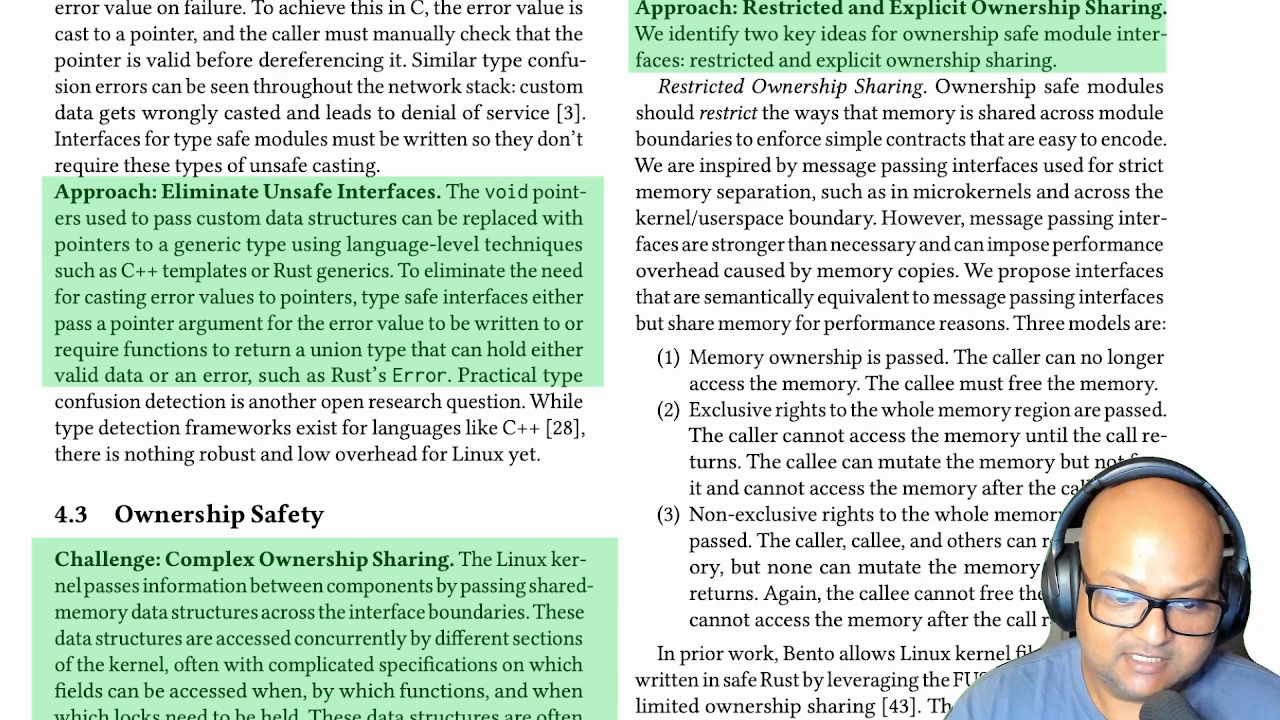 error value on failure. To achieve this in C, the error value is
cast to a pointer, and the caller must manually check that the
pointer is valid before dereferencing it. Similar type confu-
sion errors can be seen throughout the network stack: custom
data gets wrongly casted and leads to denial of service [3].
Interfaces for type safe modules must be written so they don't
require these types of unsafe casting.
Approach: Eliminate Unsafe Interfaces. The void point-
ers used to pass custom data structures can be replaced with
pointers to a generic type using language-level techniques
such as C++ templates or Rust generics. To eliminate the need
for casting error values to pointers, type safe interfaces either
pass a pointer argument for the error value to be written to or
require functions to return a union type that can hold either
valid data or an error, such as Rust's Error. Practical type
confusion detection is another open research question. While
type detection frameworks exist for languages like C++ [28],
there is nothing robust and low overhead for Linux yet.
4.3 Ownership Safety
Challenge: Complex Ownership Sharing. The Linux ker-
nel passes information between components by passing shared-
memory data structures across the interface boundaries. These
data structures are accessed concurrently by different sections
of the kernel, often with complicated specifications on which
fields can be accessed when, by which functions, and when
which locks need to be held. These data structures are often
Approach: Restricted and Explicit Ownership Sharing.
We identify two key ideas for ownership safe module inter-
faces: restricted and explicit ownership sharing.
Restricted Ownership Sharing. Ownership safe modules
should restrict the ways that memory is shared across module
boundaries to enforce simple contracts that are easy to encode.
We are inspired by message passing interfaces used for strict
memory separation, such as in microkernels and across the
kernel/userspace boundary. However, message passing inter-
faces are stronger than necessary and can impose performance
overhead caused by memory copies. We propose interfaces
that are semantically equivalent to message passing interfaces
but share memory for performance reasons. Three models are:
(1) Memory ownership is passed. The caller can no longer
access the memory. The callee must free the memory.
(2) Exclusive rights to the whole memory region are passed.
The caller cannot access the memory until the call re-
turns. The callee can mutate the memory but not
it and cannot access the memory after the
(3) Non-exclusive rights to the whole
passed. The caller, callee, and others can
ory, but none can mutate the memory
returns. Again, the callee cannot free
cannot access the memory after the call
In prior work, Bento allows Linux kernel
written in safe Rust by leveraging the
limited ownership sharing [43].